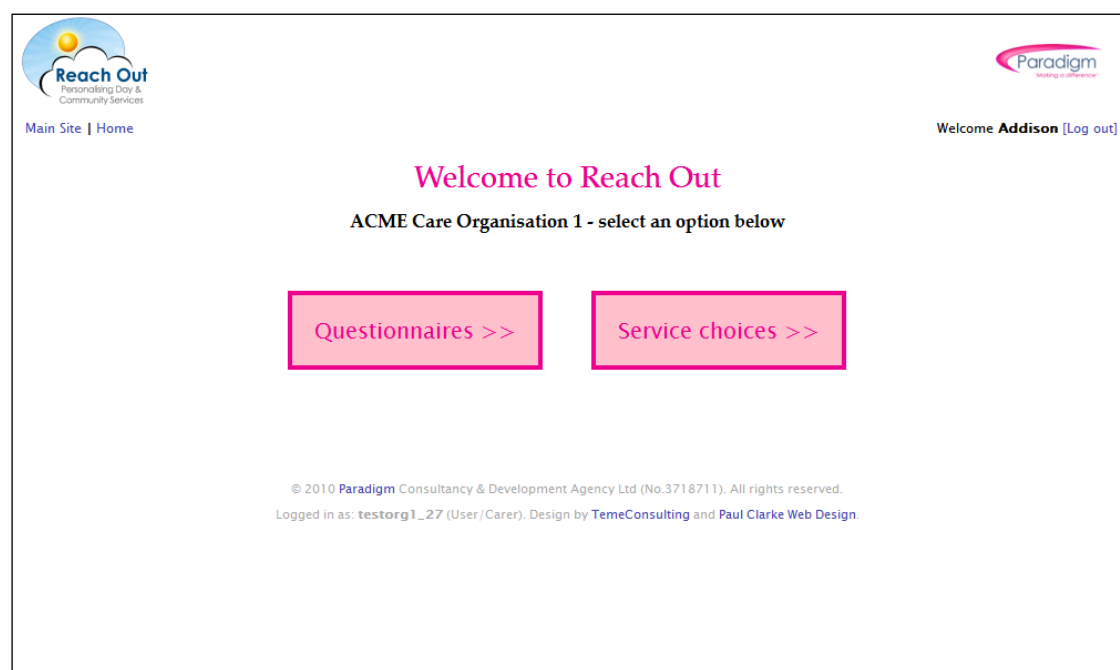 Reach Out
Personalising Day &
Community Services
Paradigm
"Making a difference"
Main Site | Home
Welcome Addison [Log out]
Welcome to Reach Out
ACME Care Organisation 1 - select an option below
Questionnaires >>
Service choices >>
© 2010 Paradigm Consultancy & Development Agency Ltd (No.3718711). All rights reserved.
Logged in as: testorg1_27 (User/Carer). Design by TemeConsulting and Paul Clarke Web Design.